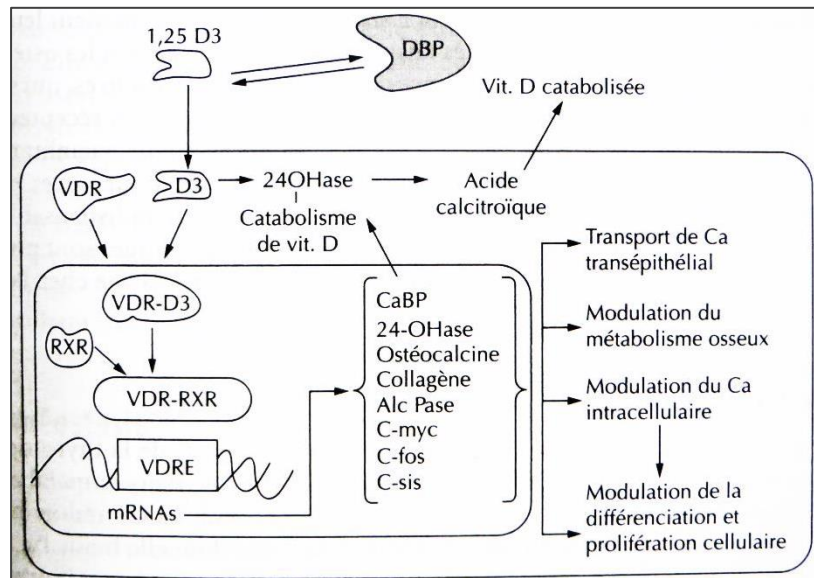 1,25 D3
DBP
Vit. D catabolisée
VDR
D3
24OHase
Catabolisme
de vit. D
Acide
calcitroïque
VDR-D3
RXR
VDR-RXR
VDRE
mRNAs
CaBP
24-OHase
Ostéocalcine
Collagène
Alc Pase
C-myc
C-fos
C-sis
Transport de Ca
transépithélial
Modulation du
métabolisme osseux
Modulation du Ca
intracellulaire
Modulation de la
différenciation et
prolifération cellulaire